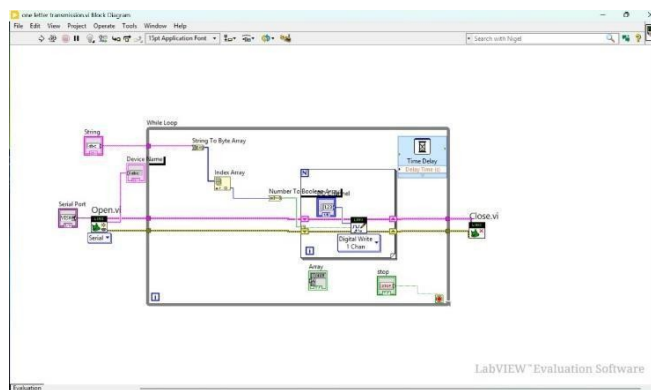 one letter transmission.vi Block Diagram
File Edit View Project Operate Tools Window Help
15pt Application Font
Search with Nigel
While Loop
String
abc
String To Byte Array
Device Name
Index Array
Time Delay
Delay Time (s)
N
Number To Boolean Array
Serial Port
Open.vi
Serial
Close.vi
Digital Write
1 Chan
i
Array
stop
i
LabVIEW™ Evaluation Software
Evaluation